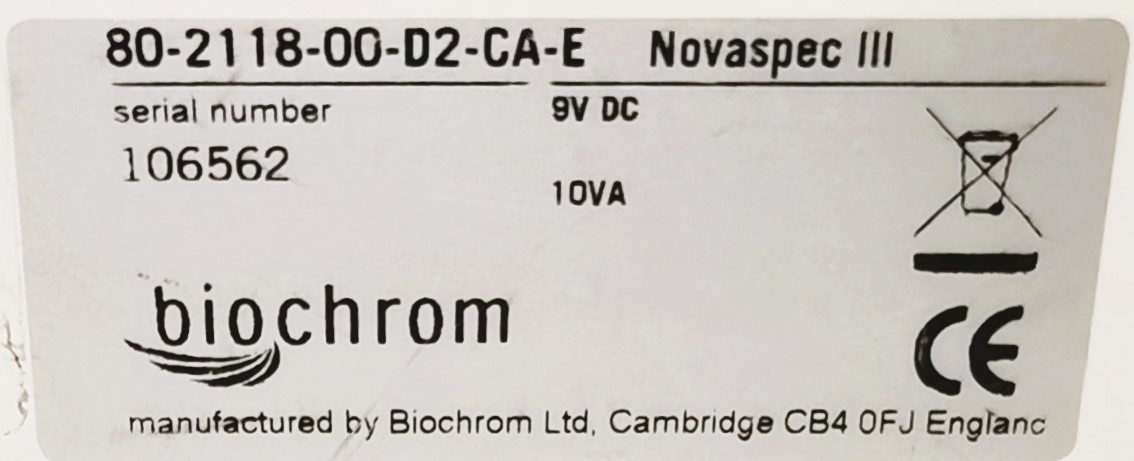 80-2118-00-D2-CA-E Novaspec III
serial number
106562
9V DC
10VA
biochrom
CE
manufactured by Biochrom Ltd, Cambridge CB4 0FJ England